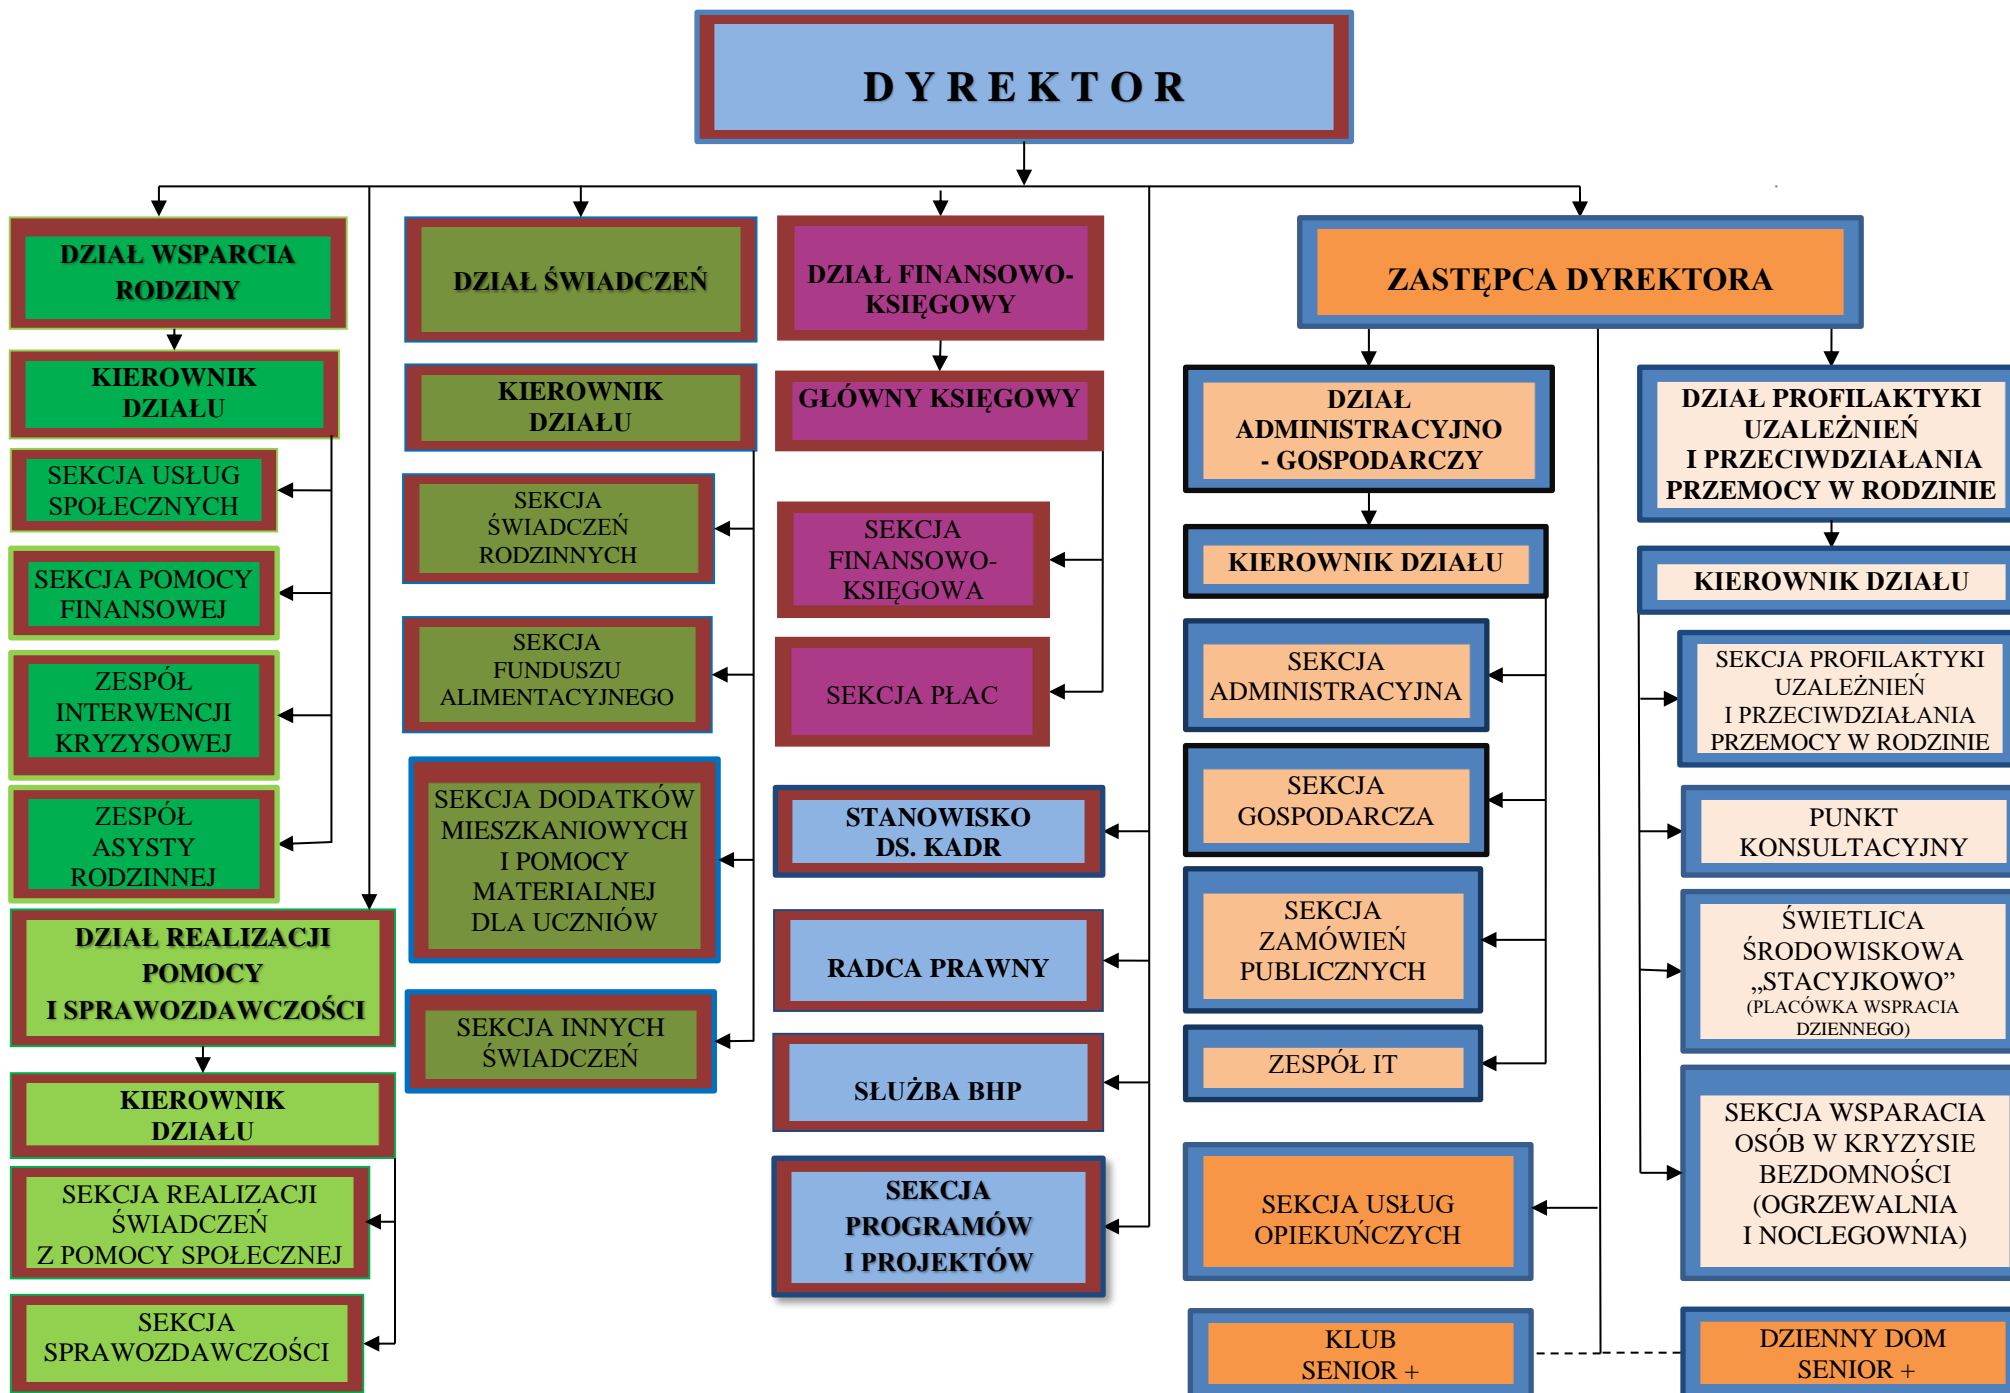 D Y R E K T O R
DZIAŁ WSPARCIA
RODZINY
KIEROWNIK
DZIAŁU
SEKCJA USŁUG
SPOŁECZNYCH
SEKCJA POMOCY
FINANSOWEJ
ZESPÓŁ
INTERWENCJI
KRYZYSOWEJ
ZESPÓŁ
ASYSTY
RODZINNEJ
DZIAŁ REALIZACJI
POMOCY
I SPRAWOZDAWCZOŚCI
KIEROWNIK
DZIAŁU
SEKCJA REALIZACJI
ŚWIADCZEŃ
Z POMOCY SPOŁECZNEJ
SEKCJA
SPRAWOZDAWCZOŚCI
DZIAŁ ŚWIADCZEŃ
KIEROWNIK
DZIAŁU
SEKCJA
ŚWIADCZEŃ
RODZINNYCH
SEKCJA
FUNDUSZU
ALIMENTACYJNEGO
SEKCJA DODATKÓW
MIESZKANIOWYCH
I POMOCY
MATERIALNEJ
DLA UCZNIÓW
SEKCJA INNYCH
ŚWIADCZEŃ
DZIAŁ FINANSOWO-
KSIĘGOWY
GŁÓWNY KSIĘGOWY
SEKCJA
FINANSOWO-
KSIĘGOWA
SEKCJA PŁAC
STANOWISKO
DS. KADR
RADCA PRAWNY
SŁUŻBA BHP
SEKCJA
PROGRAMÓW
I PROJEKTÓW
ZASTĘPCA DYREKTORA
DZIAŁ
ADMINISTRACYJNO
- GOSPODARCZY
KIEROWNIK DZIAŁU
SEKCJA
ADMINISTRACYJNA
SEKCJA
GOSPODARCZA
SEKCJA
ZAMÓWIEŃ
PUBLICZNYCH
ZESPÓŁ IT
SEKCJA USŁUG
OPIEKUŃCZYCH
KLUB
SENIOR +
DZIAŁ PROFILAKTYKI
UZALEŻNIEŃ
I PRZECIWDZIAŁANIA
PRZEMOCY W RODZINIE
KIEROWNIK DZIAŁU
SEKCJA PROFILAKTYKI
UZALEŻNIEŃ
I PRZECIWDZIAŁANIA
PRZEMOCY W RODZINIE
PUNKT
KONSULTACYJNY
ŚWIETLICA
ŚRODOWISKOWA
„STACYJKOWO”
(PLACÓWKA WSPRACIA
DZIENNEGO)
SEKCJA WSPARACIA
OSÓB W KRYZYSIE
BEZDOMNOŚCI
(OGRZEWALNIA
I NOCLEGOWNIA)
DZIENNY DOM
SENIOR +